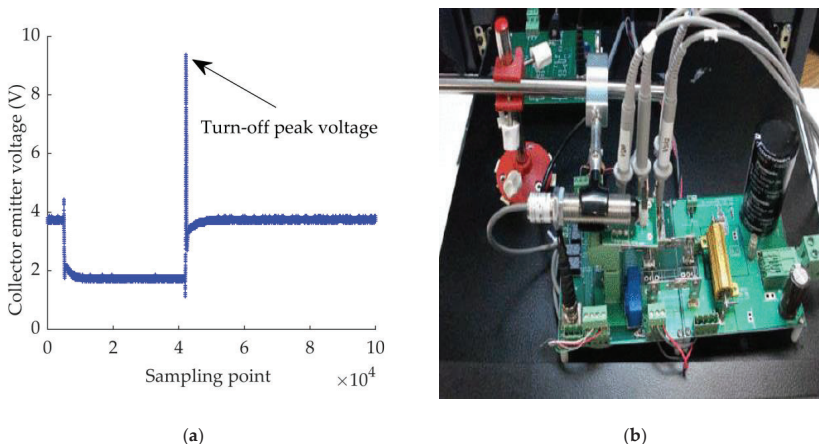 10
8
6
4
2
0
Collector emitter voltage (V)
Turn-off peak voltage
0 2 4 6 8 10
Sampling point
×10⁴
(a)
(b)